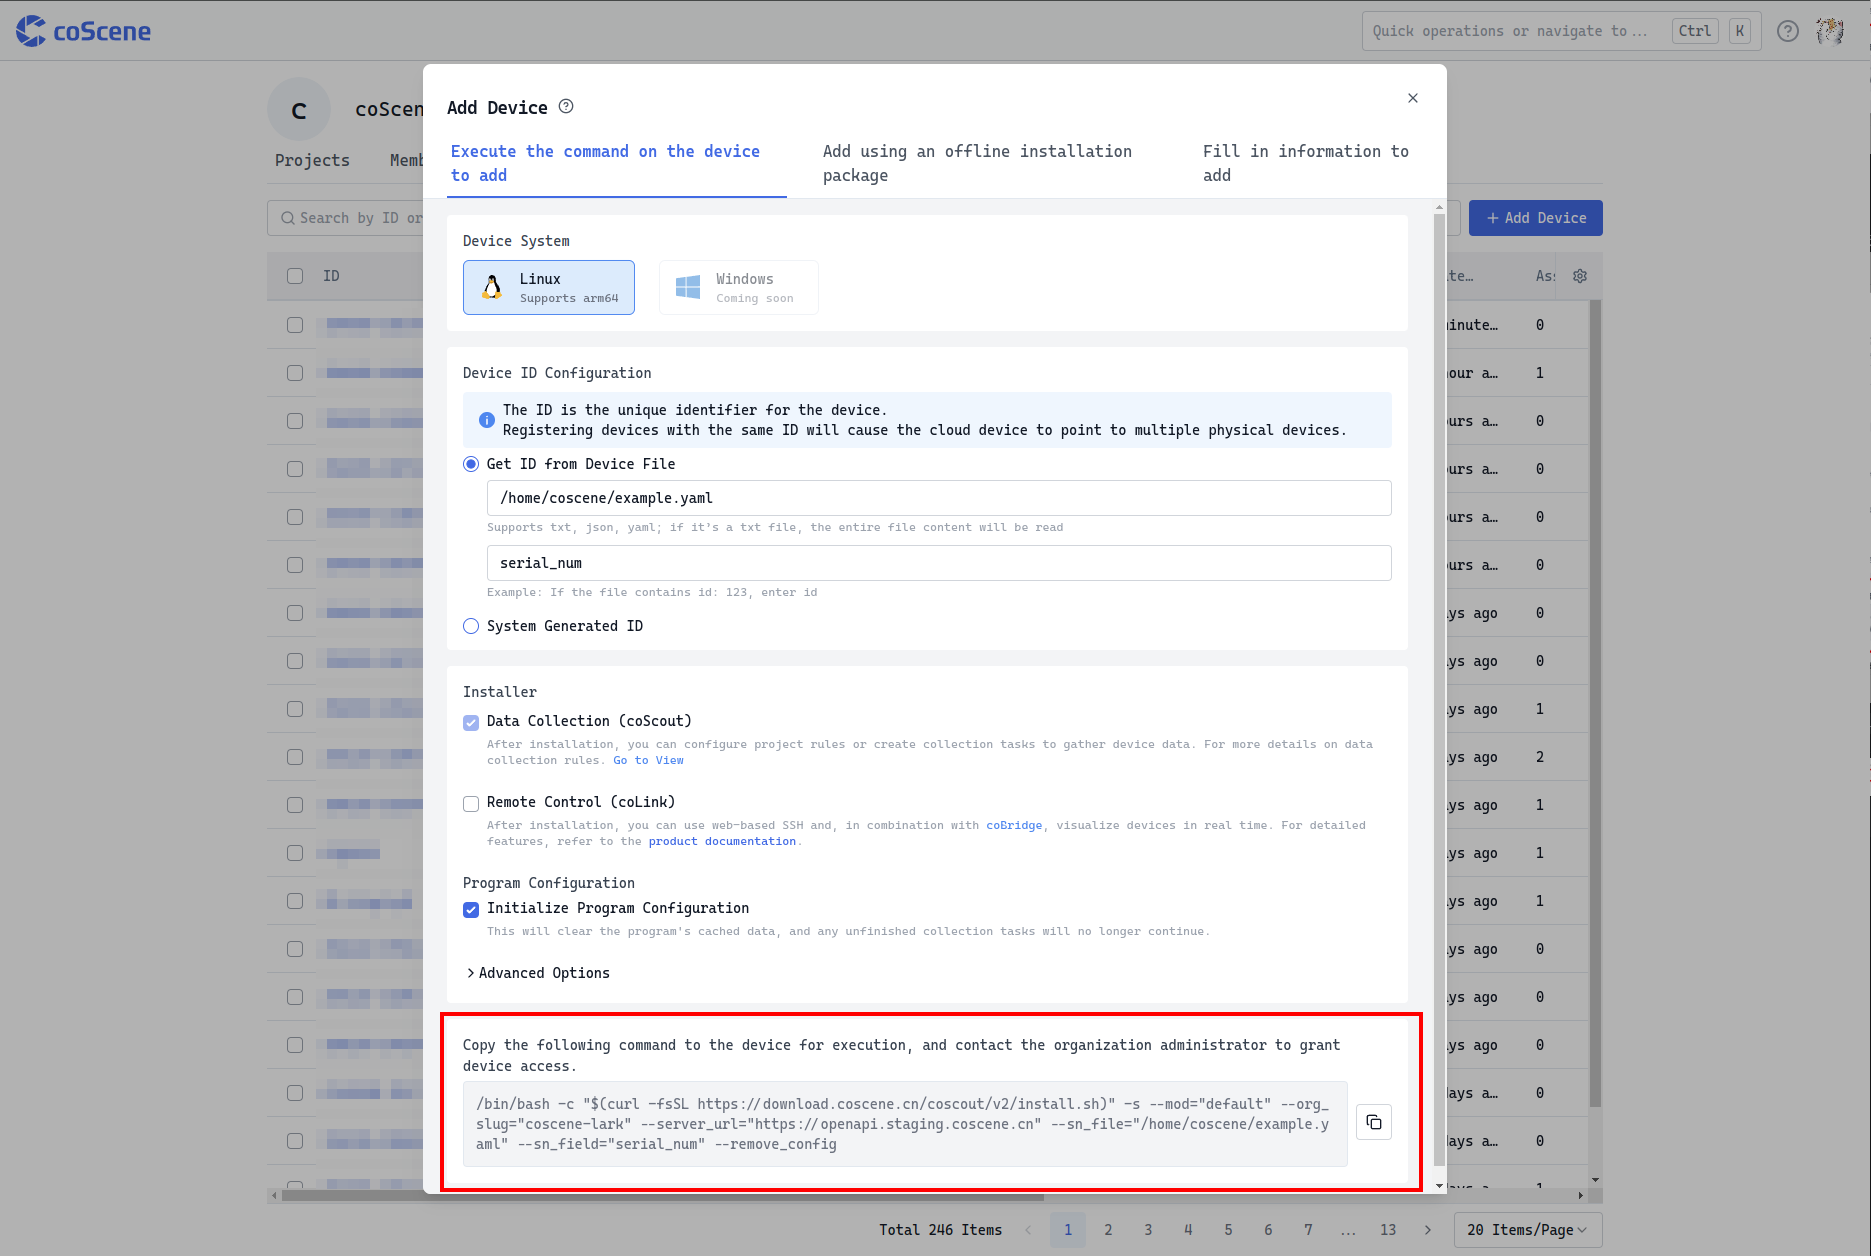 coScene
Quick operations or navigate to...
Ctrl
K
C
coScen
Projects
Memb
Search by ID or
+ Add Device
ID
te…
As
inute…
0
our a…
1
urs a…
0
urs a…
0
urs a…
0
urs a…
0
ys ago
0
ys ago
0
ys ago
1
ys ago
2
ys ago
1
ys ago
1
ys ago
1
ys ago
0
ys ago
0
ys ago
0
ays a…
0
ays a…
0
Add Device
Execute the command on the device
to add
Add using an offline installation
package
Fill in information to
add
Device System
Linux
Supports arm64
Windows
Coming soon
Device ID Configuration
The ID is the unique identifier for the device.
Registering devices with the same ID will cause the cloud device to point to multiple physical devices.
Get ID from Device File
/home/coscene/example.yaml
Supports txt, json, yaml; if it's a txt file, the entire file content will be read
serial_num
Example: If the file contains id: 123, enter id
System Generated ID
Installer
Data Collection (coScout)
After installation, you can configure project rules or create collection tasks to gather device data. For more details on data
collection rules. Go to View
Remote Control (coLink)
After installation, you can use web-based SSH and, in combination with coBridge, visualize devices in real time. For detailed
features, refer to the product documentation.
Program Configuration
Initialize Program Configuration
This will clear the program's cached data, and any unfinished collection tasks will no longer continue.
Advanced Options
Copy the following command to the device for execution, and contact the organization administrator to grant
device access.
/bin/bash -c "$(curl -fsSL https://download.coscene.cn/coscout/v2/install.sh)" -s --mod="default" --org_
slug="coscene-lark" --server_url="https://openapi.staging.coscene.cn" --sn_file="/home/coscene/example.y
aml" --sn_field="serial_num" --remove_config
Total 246 Items
1
2
3
4
5
6
7
...
13
20 Items/Page